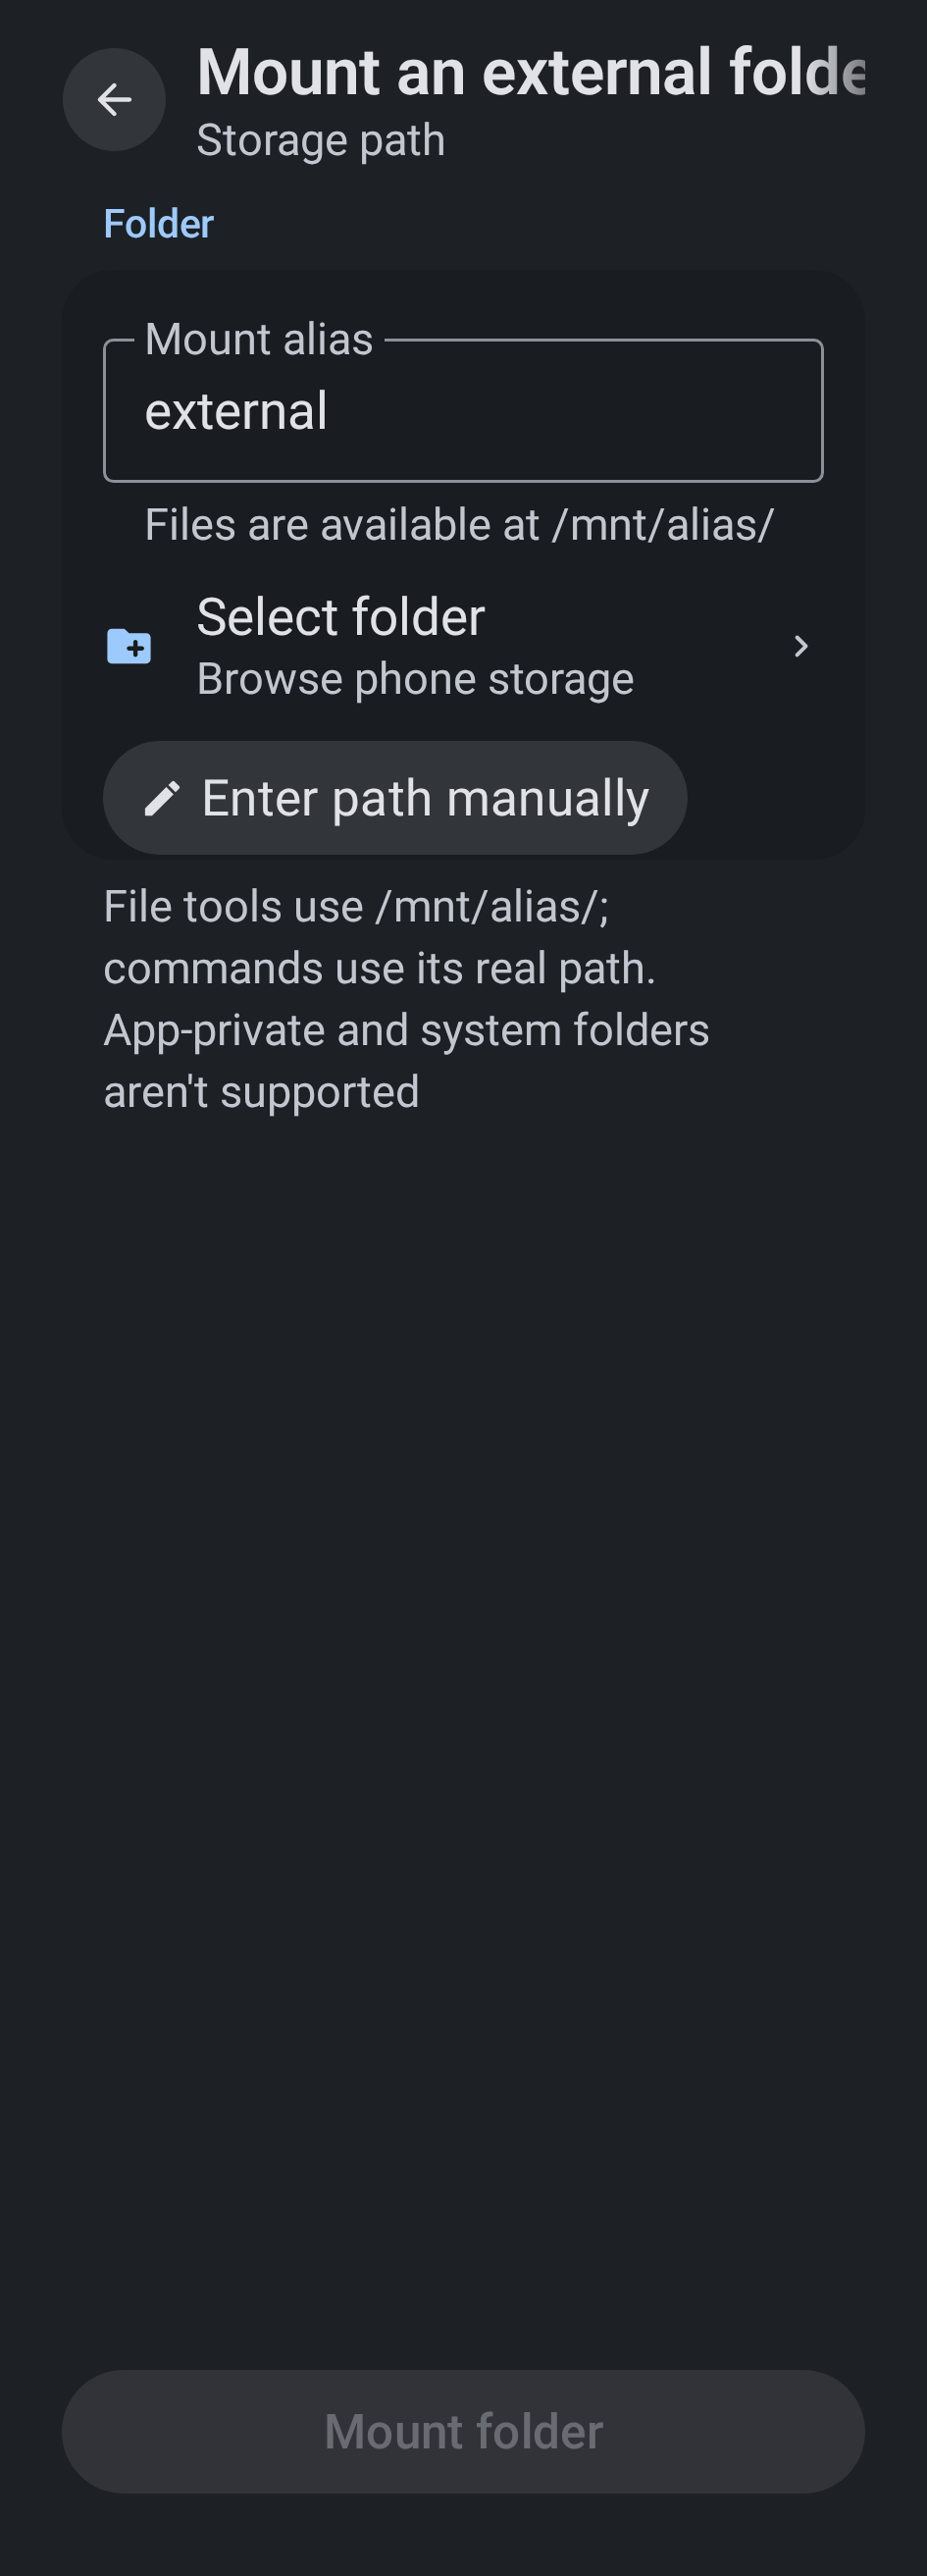 Mount an external folde
Storage path
Folder
Mount alias
external
Files are available at /mnt/alias/
Select folder
Browse phone storage
Enter path manually
File tools use /mnt/alias/;
commands use its real path.
App-private and system folders
aren't supported
Mount folder